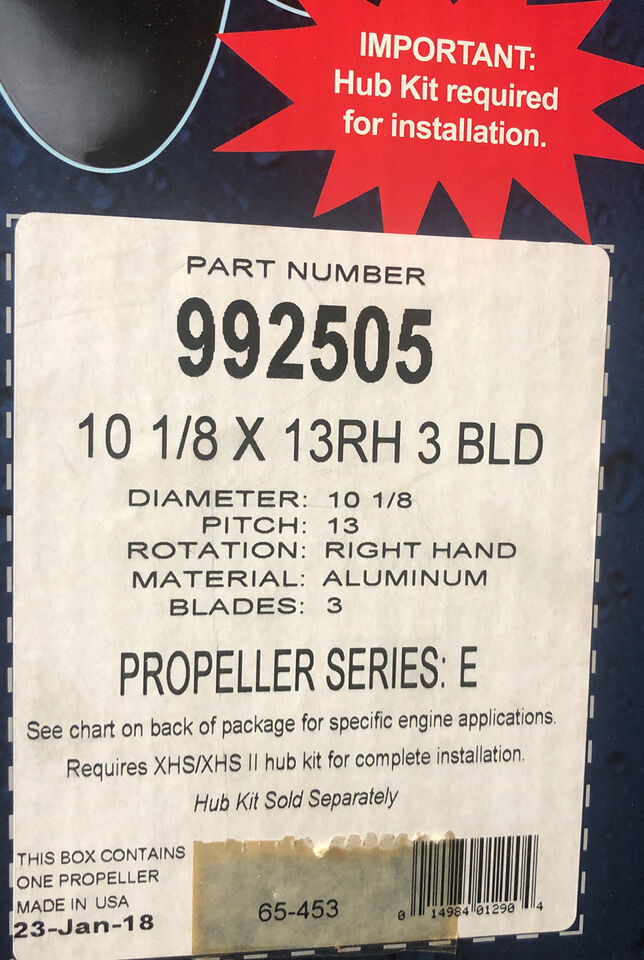 IMPORTANT:
Hub Kit required
for installation.
PART NUMBER
992505
10 1/8 X 13RH 3 BLD
DIAMETER: 10 1/8
PITCH: 13
ROTATION: RIGHT HAND
MATERIAL: ALUMINUM
BLADES: 3
PROPELLER SERIES: E
See chart on back of package for specific engine applications.
Requires XHS/XHS II hub kit for complete installation.
Hub Kit Sold Separately
THIS BOX CONTAINS
ONE PROPELLER
MADE IN USA
23-Jan-18
65-453
0 14984 01290 4